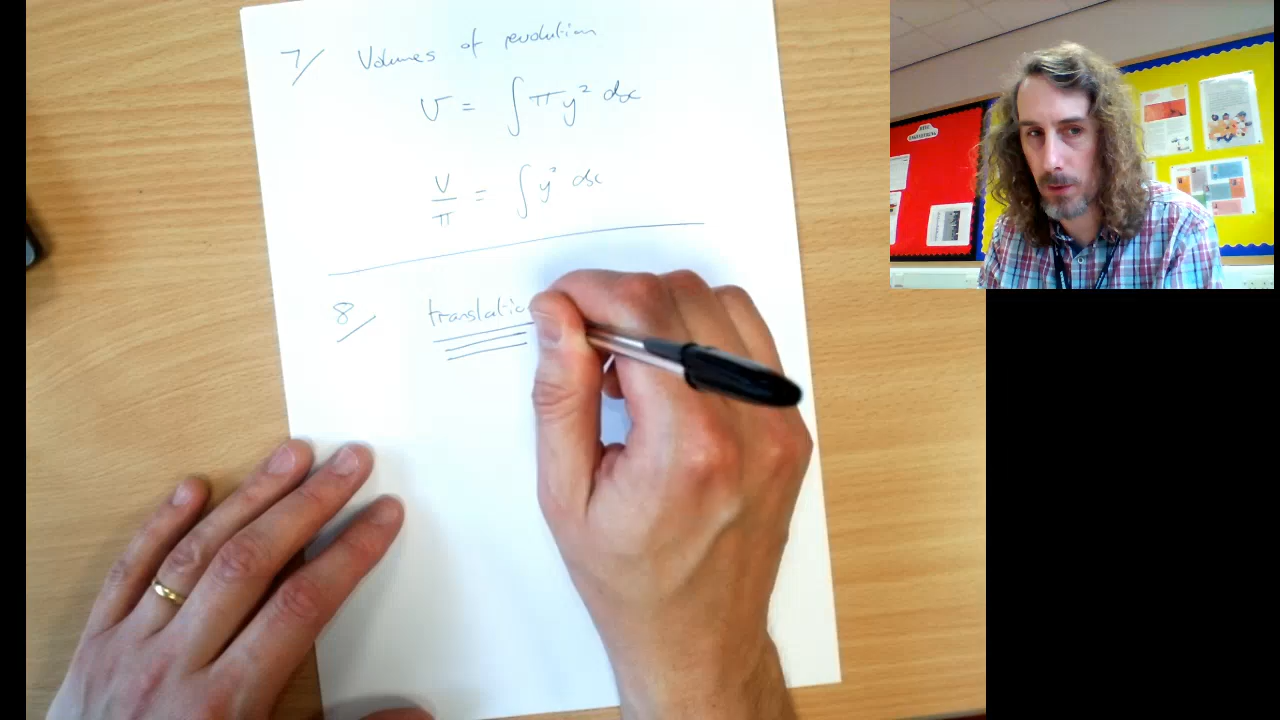 7/ Volumes of revolution
V = ∫ π y² dx
V/π = ∫ y² dx
8/ translatio